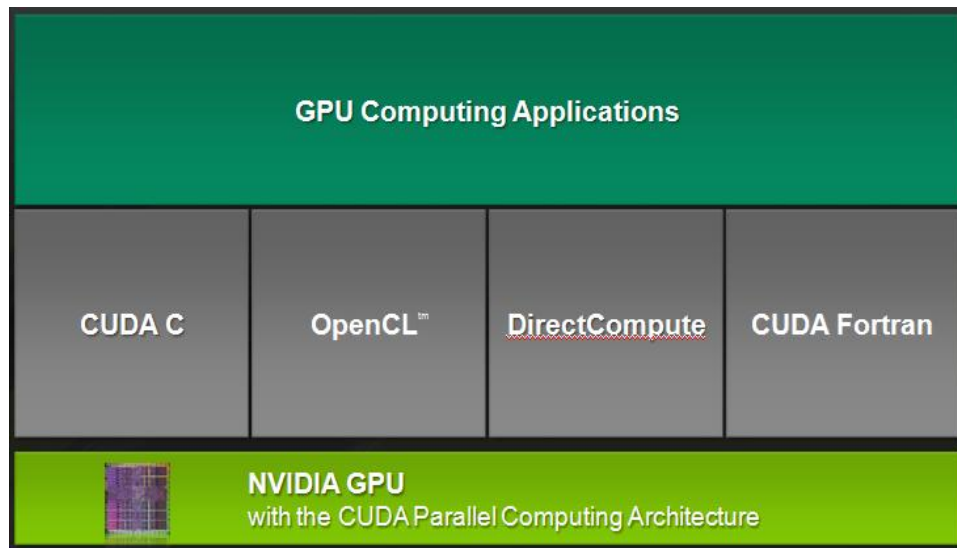 GPU Computing Applications
CUDA C
OpenCL™
DirectCompute
CUDA Fortran
NVIDIA GPU
with the CUDA Parallel Computing Architecture